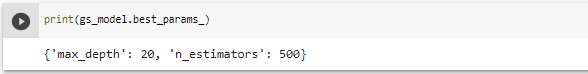 print(gs_model.best_params_)
{'max_depth': 20, 'n_estimators': 500}